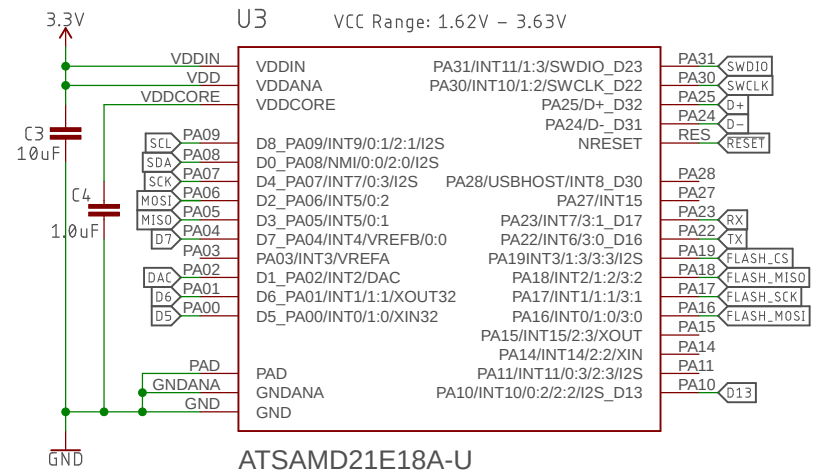 3.3V
U3 VCC Range: 1.62V – 3.63V
VDDIN VDDIN PA31/INT11/1:3/SWDIO_D23 PA31 SWDIO
VDD VDDANA PA30/INT10/1:2/SWCLK_D22 PA30 SWCLK
VDDCORE VDDCORE PA25/D+_D32 PA25 D+
PA24/D-_D31 PA24 D-
C3 SCL PA09 D8_PA09/INT9/0:1/2:1/I2S NRESET RES RESET
10uF SDA PA08 D0_PA08/NMI/0:0/2:0/I2S
SCK PA07 D4_PA07/INT7/0:3/I2S PA28/USBHOST/INT8_D30 PA28
C4 MOSI PA06 D2_PA06/INT5/0:2 PA27/INT15 PA27
MISO PA05 D3_PA05/INT5/0:1 PA23/INT7/3:1_D17 PA23 RX
1.0uF D7 PA04 D7_PA04/INT4/VREFB/0:0 PA22/INT6/3:0_D16 PA22 TX
PA03 PA03/INT3/VREFA PA19INT3/1:3/3:3/I2S PA19 FLASH_CS
DAC PA02 D1_PA02/INT2/DAC PA18/INT2/1:2/3:2 PA18 FLASH_MISO
D6 PA01 D6_PA01/INT1/1:1/XOUT32 PA17/INT1/1:1/3:1 PA17 FLASH_SCK
D5 PA00 D5_PA00/INT0/1:0/XIN32 PA16/INT0/1:0/3:0 PA16 FLASH_MOSI
PA15/INT15/2:3/XOUT PA15
PA14/INT14/2:2/XIN PA14
PAD PAD PA11/INT11/0:3/2:3/I2S PA11
GNDANA GNDANA PA10/INT10/0:2/2:2/I2S_D13 PA10 D13
GND GND
GND ATSAMD21E18A-U